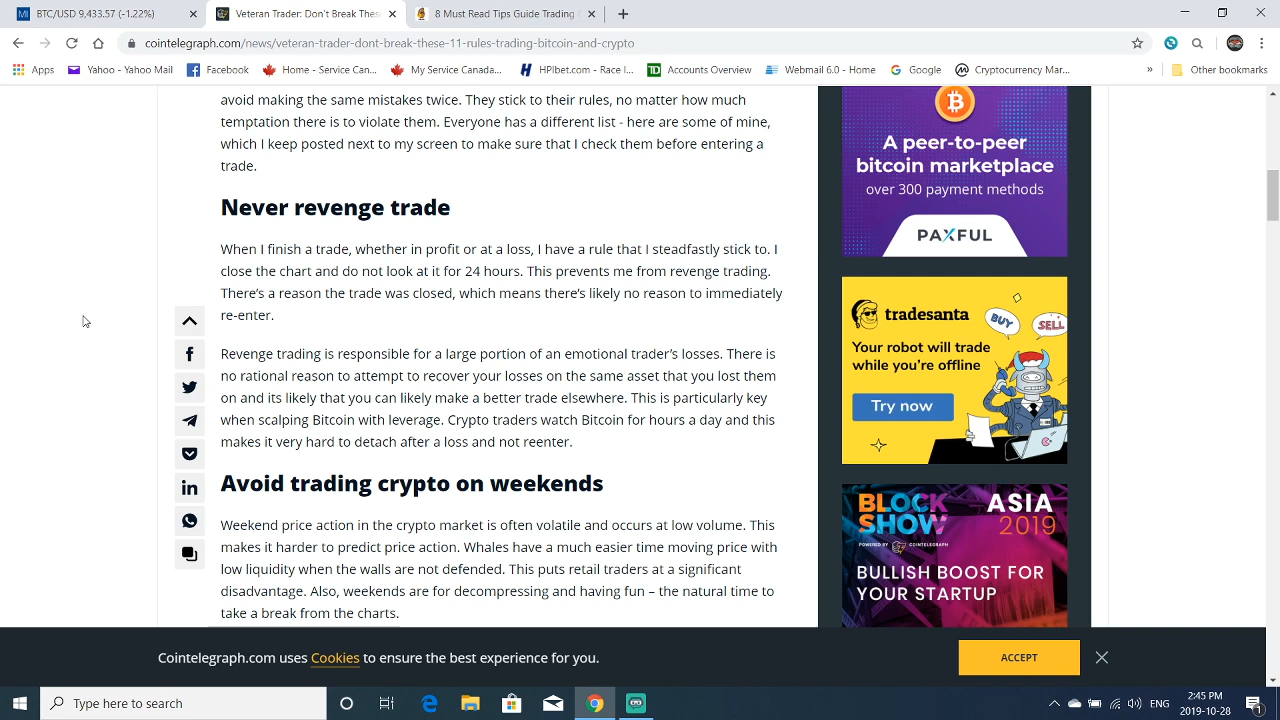 BTC/USD 9,433.57 (-1.22%)
Veteran Trader: Don't Break Thes
8 Must Read Tips Guide Trading
cointelegraph.com/news/veteran-trader-dont-break-these-11-rules-trading-bitcoin-and-crypto
Apps
Yahoo - Yahoo Mail
Facebook
Home - Service Can...
My Service Canada...
HPIbet.com - Race I...
Accounts Overview
Webmail 6.0 - Home
Google
Cryptocurrency Mar...
»
Other bookmarks
avoid making the same mistakes twice. They stick to their rules, no matter how much
temptation there is to violate them. Everyone has a different list - here are some of mine,
which I keep posted next to my screen to make sure that I check them before entering a
trade.
Never revenge trade
When I finish a trade, whether in profit or at a loss, I have a rule that I steadfastly stick to. I
close the chart and do not look at it for 24 hours. This prevents me from revenge trading.
There's a reason the trade was closed, which means there's likely no reason to immediately
re-enter.
Revenge trading is responsible for a large portion of an emotional trader's losses. There is
no rational reason to attempt to recover your losses on the same asset that you lost them
on and its likely that you can likely make a better trade elsewhere. This is particularly key
when scalping Bitcoin with leverage. Crypto traders watch Bitcoin for hours a day and this
makes it very hard to detach after a loss and not reenter.
Avoid trading crypto on weekends
Weekend price action in the crypto market is often volatile and occurs at low volume. This
makes it harder to predict price action. Whales have a much easier time moving price with
low liquidity when the walls are not defended. This puts retail traders at a significant
disadvantage. Also, weekends are for decompressing and having fun – the natural time to
take a break from the charts.
A peer-to-peer
bitcoin marketplace
over 300 payment methods
PAXFUL
tradesanta
BUY
SELL
Your robot will trade
while you're offline
Try now
BLOCK
SHOW
ASIA
2019
POWERED BY
COINTELEGRAPH
BULLISH BOOST FOR
YOUR STARTUP
Cointelegraph.com uses Cookies to ensure the best experience for you.
ACCEPT
Type here to search
ENG
2:45 PM
2019-10-28